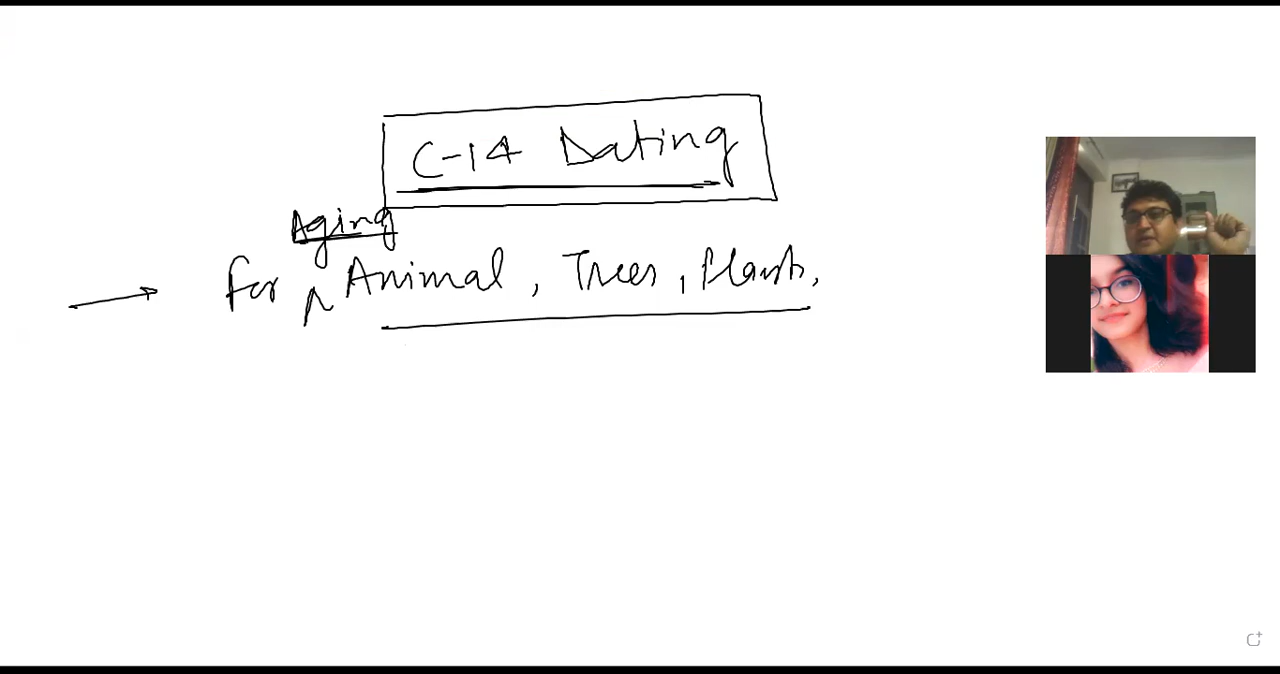 C-14 Dating
Aging
For Animal, Trees, Plants,